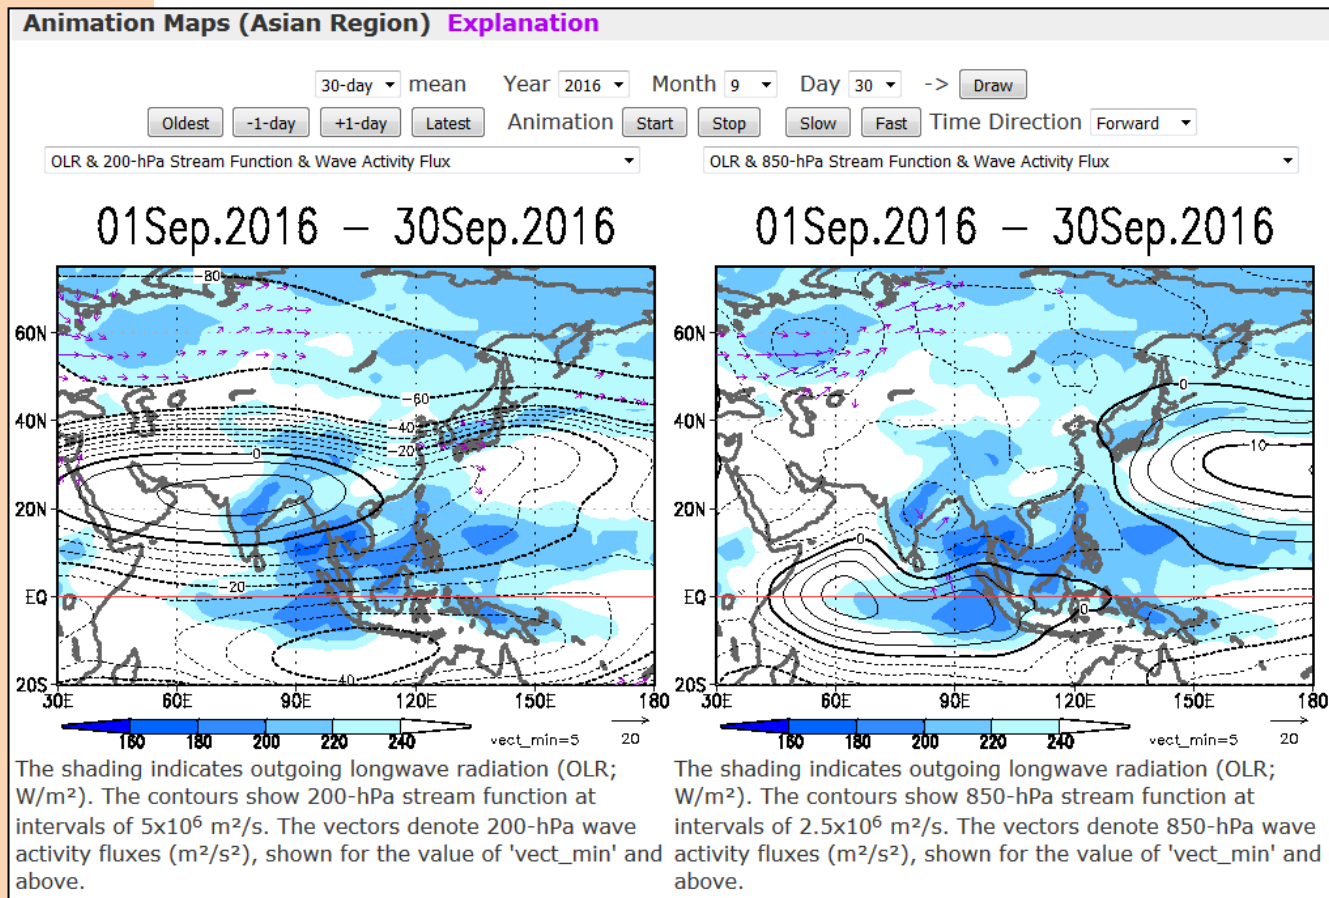 Animation Maps (Asian Region) Explanation
30-day mean Year 2016 Month 9 Day 30 -> Draw
Oldest -1-day +1-day Latest Animation Start Stop Slow Fast Time Direction Forward
OLR & 200-hPa Stream Function & Wave Activity Flux
01Sep.2016 – 30Sep.2016
-80
60N
-60
40N
-40
-20
0
20N
-20
EQ
20S
30E 60E 90E 120E 150E 180
160 180 200 220 240
vect_min=5 20
The shading indicates outgoing longwave radiation (OLR;
W/m²). The contours show 200-hPa stream function at
intervals of 5x10⁶ m²/s. The vectors denote 200-hPa wave
activity fluxes (m²/s²), shown for the value of 'vect_min' and
above.
OLR & 850-hPa Stream Function & Wave Activity Flux
01Sep.2016 – 30Sep.2016
60N
0
40N
10
20N
0
EQ
0
20S
30E 60E 90E 120E 150E 180
160 180 200 220 240
vect_min=5 20
The shading indicates outgoing longwave radiation (OLR;
W/m²). The contours show 850-hPa stream function at
intervals of 2.5x10⁶ m²/s. The vectors denote 850-hPa wave
activity fluxes (m²/s²), shown for the value of 'vect_min' and
above.